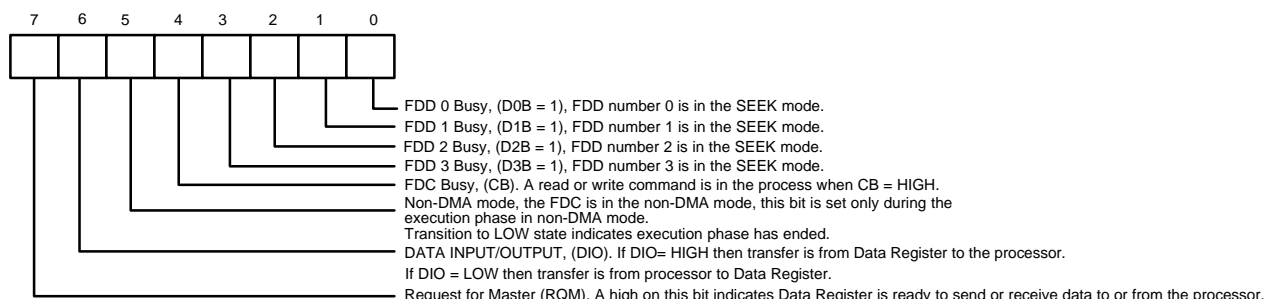 7 6 5 4 3 2 1 0
FDD 0 Busy, (D0B = 1), FDD number 0 is in the SEEK mode.
FDD 1 Busy, (D1B = 1), FDD number 1 is in the SEEK mode.
FDD 2 Busy, (D2B = 1), FDD number 2 is in the SEEK mode.
FDD 3 Busy, (D3B = 1), FDD number 3 is in the SEEK mode.
FDC Busy, (CB). A read or write command is in the process when CB = HIGH.
Non-DMA mode, the FDC is in the non-DMA mode, this bit is set only during the
execution phase in non-DMA mode.
Transition to LOW state indicates execution phase has ended.
DATA INPUT/OUTPUT, (DIO). If DIO= HIGH then transfer is from Data Register to the processor.
If DIO = LOW then transfer is from processor to Data Register.
Request for Master (RQM). A high on this bit indicates Data Register is ready to send or receive data to or from the processor.